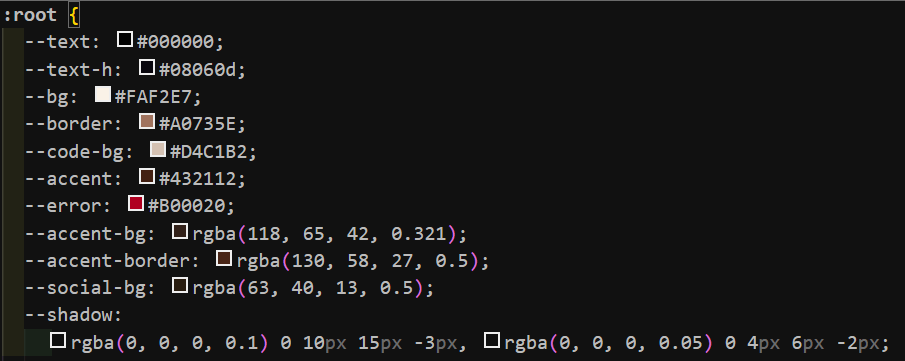 :root {
--text: #000000;
--text-h: #08060d;
--bg: #FAF2E7;
--border: #A0735E;
--code-bg: #D4C1B2;
--accent: #432112;
--error: #B00020;
--accent-bg: rgba(118, 65, 42, 0.321);
--accent-border: rgba(130, 58, 27, 0.5);
--social-bg: rgba(63, 40, 13, 0.5);
--shadow:
rgba(0, 0, 0, 0.1) 0 10px 15px -3px, rgba(0, 0, 0, 0.05) 0 4px 6px -2px;